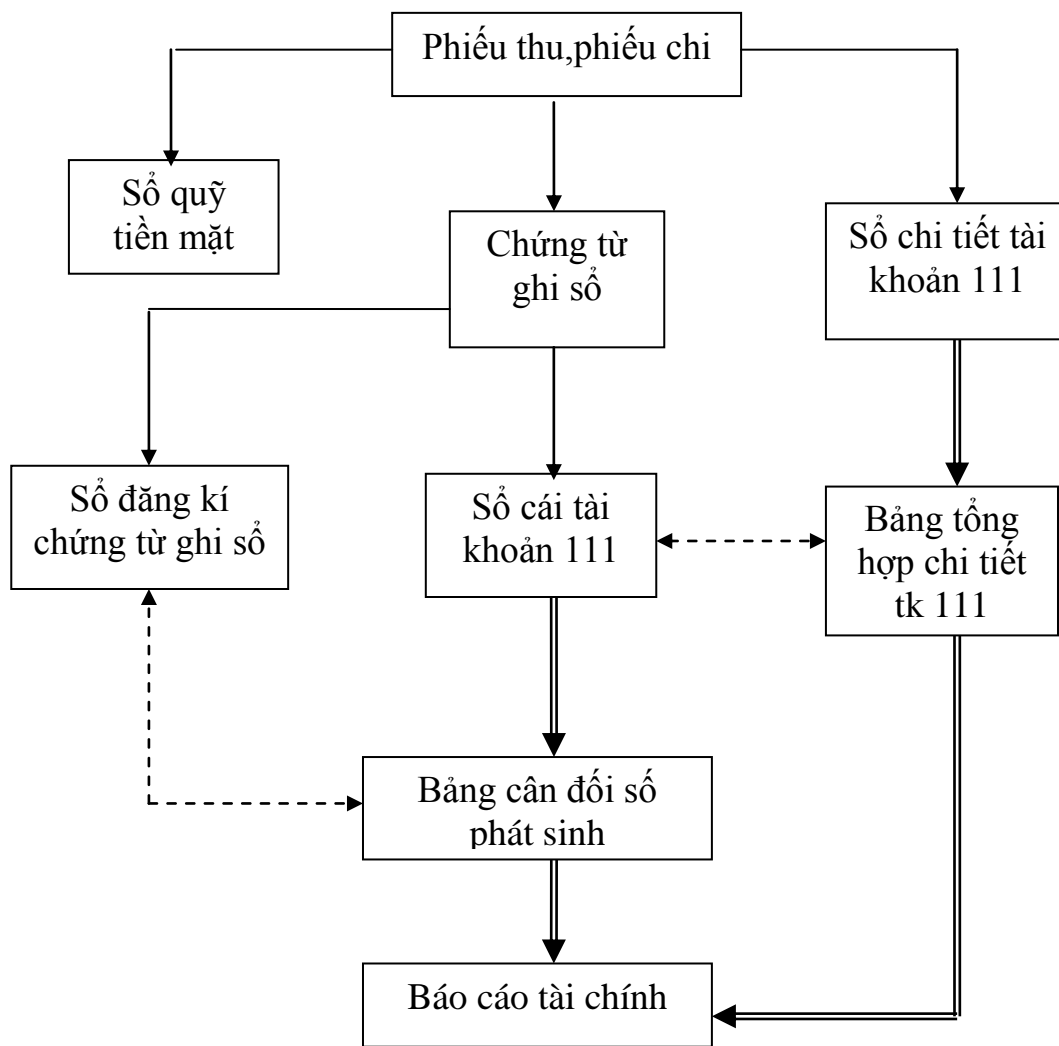 Phiếu thu,phiếu chi
Sổ quỹ
tiền mặt
Chứng từ
ghi sổ
Sổ chi tiết tài
khoản 111
Sổ đăng kí
chứng từ ghi sổ
Sổ cái tài
khoản 111
Bảng tổng
hợp chi tiết
tk 111
Bảng cân đối số
phát sinh
Báo cáo tài chính